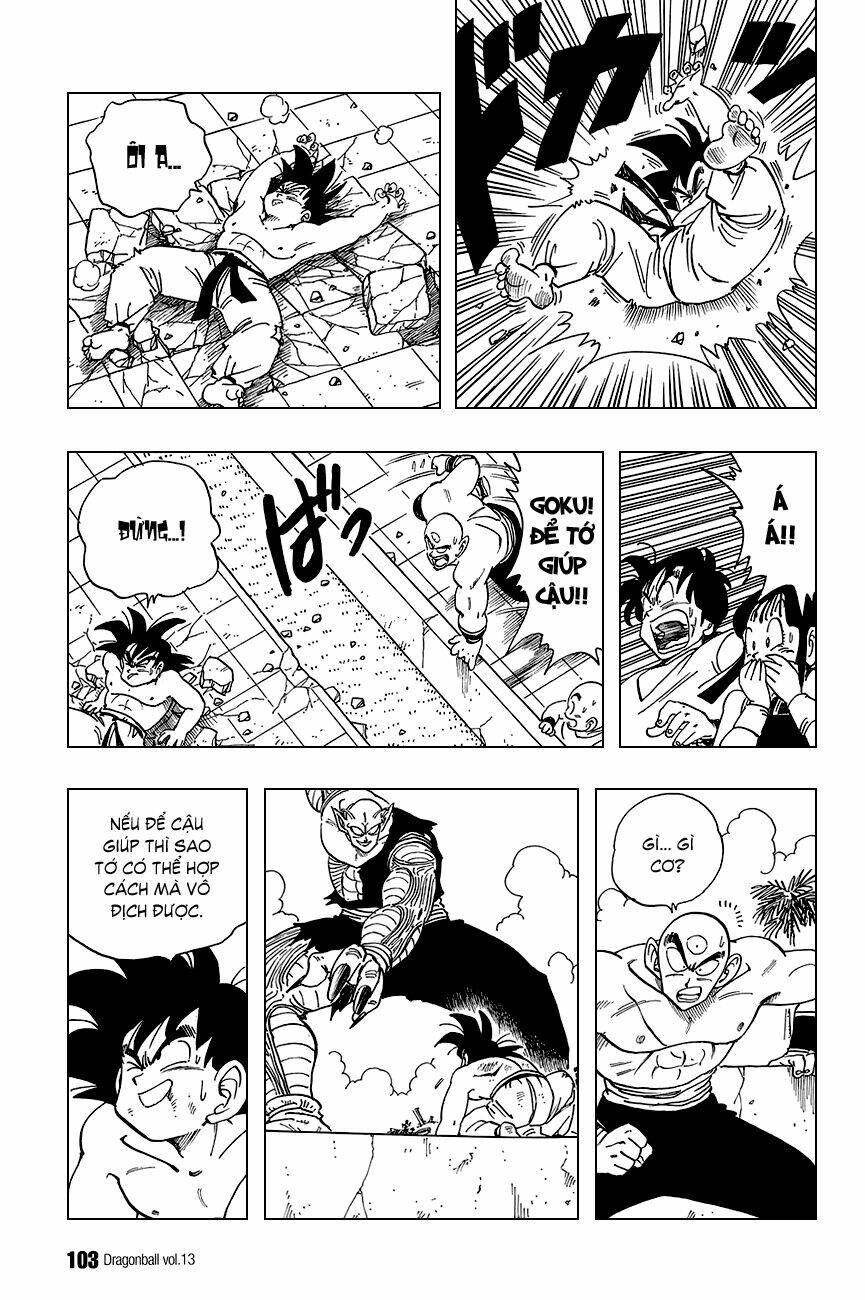 ドカッ
ÔI A...
Á
Á!!
GOKU!
ĐỂ TỚ
GIÚP
CẬU!!
ばっ
ĐỪNG...!
GÌ... GÌ
CƠ?
NẾU ĐỂ CẬU
GIÚP THÌ SAO
TỚ CÓ THỂ HỢP
CÁCH MÀ VÔ
ĐỊCH ĐƯỢC.
103 Dragonball vol.13